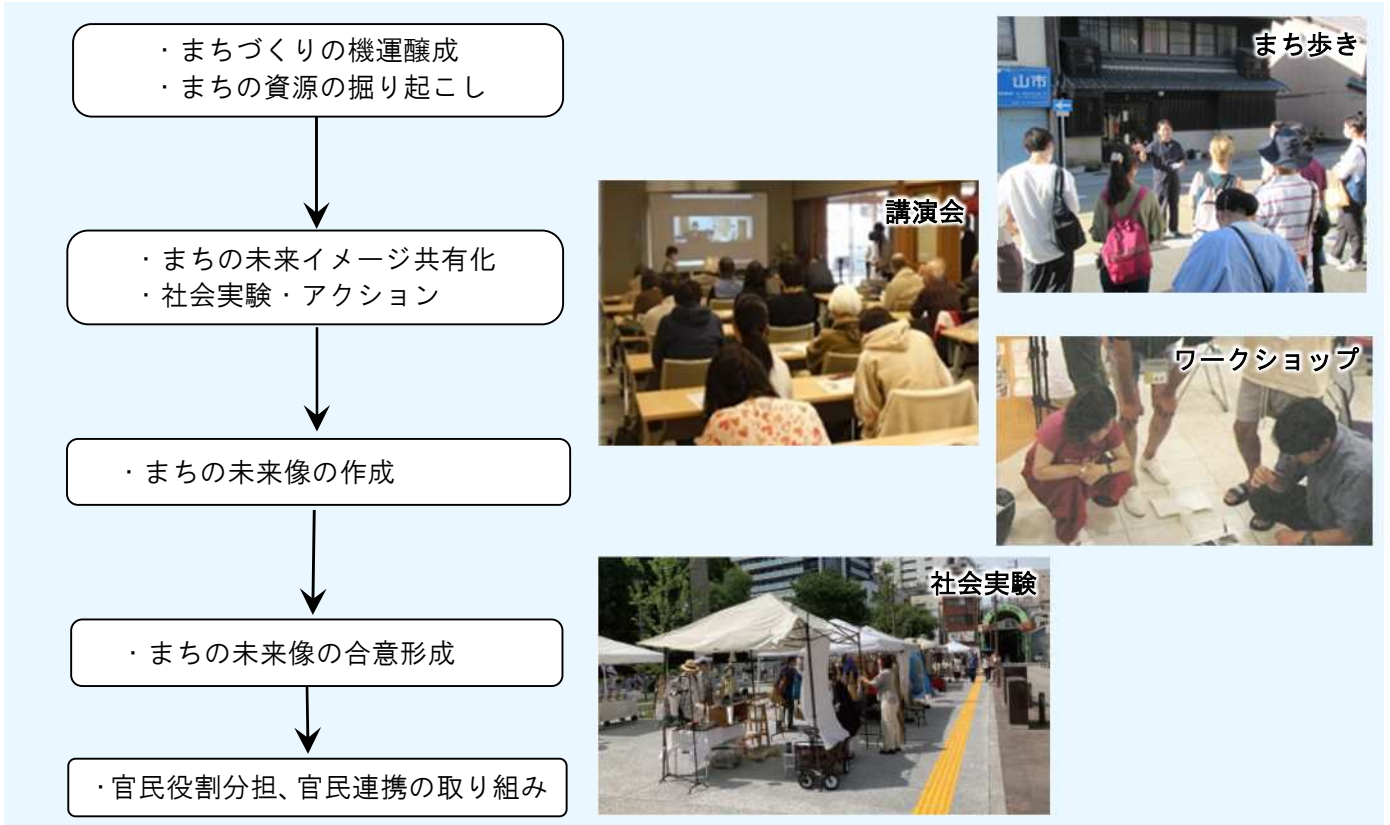 ・まちづくりの機運醸成
・まちの資源の掘り起こし
・まちの未来イメージ共有化
・社会実験・アクション
・まちの未来像の作成
・まちの未来像の合意形成
・官民役割分担、官民連携の取り組み
まち歩き
山市
講演会
ワークショップ
社会実験